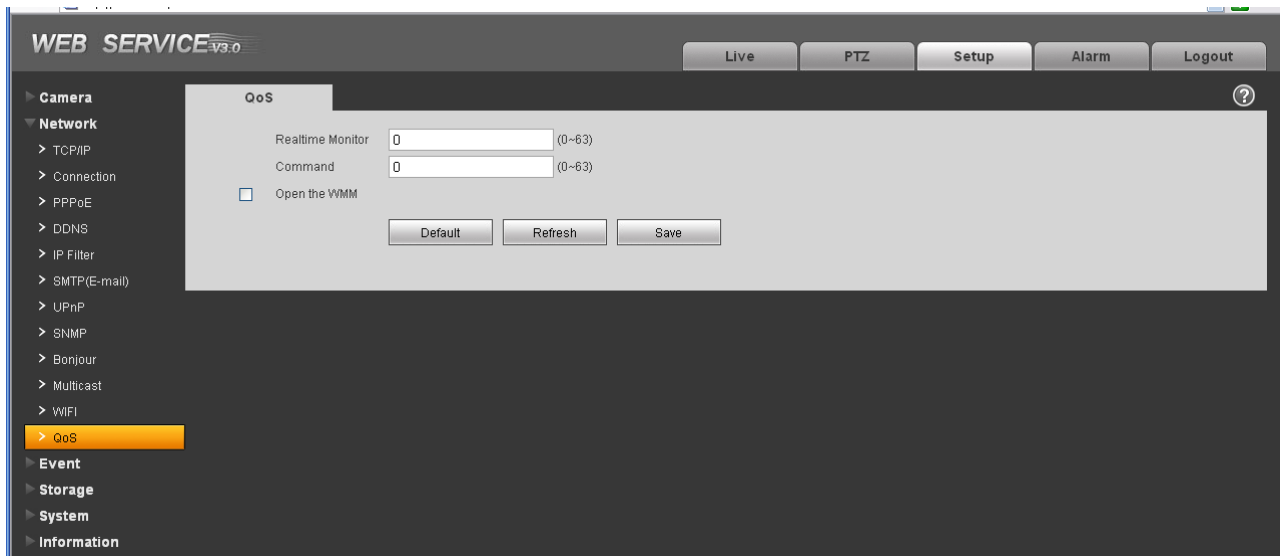 WEB SERVICE V3.0
Live PTZ Setup Alarm Logout
Camera
Network
TCP/IP
Connection
PPPoE
DDNS
IP Filter
SMTP(E-mail)
UPnP
SNMP
Bonjour
Multicast
WIFI
QoS
Event
Storage
System
Information
QoS
?
Realtime Monitor 0 (0~63)
Command 0 (0~63)
Open the WMM
Default Refresh Save